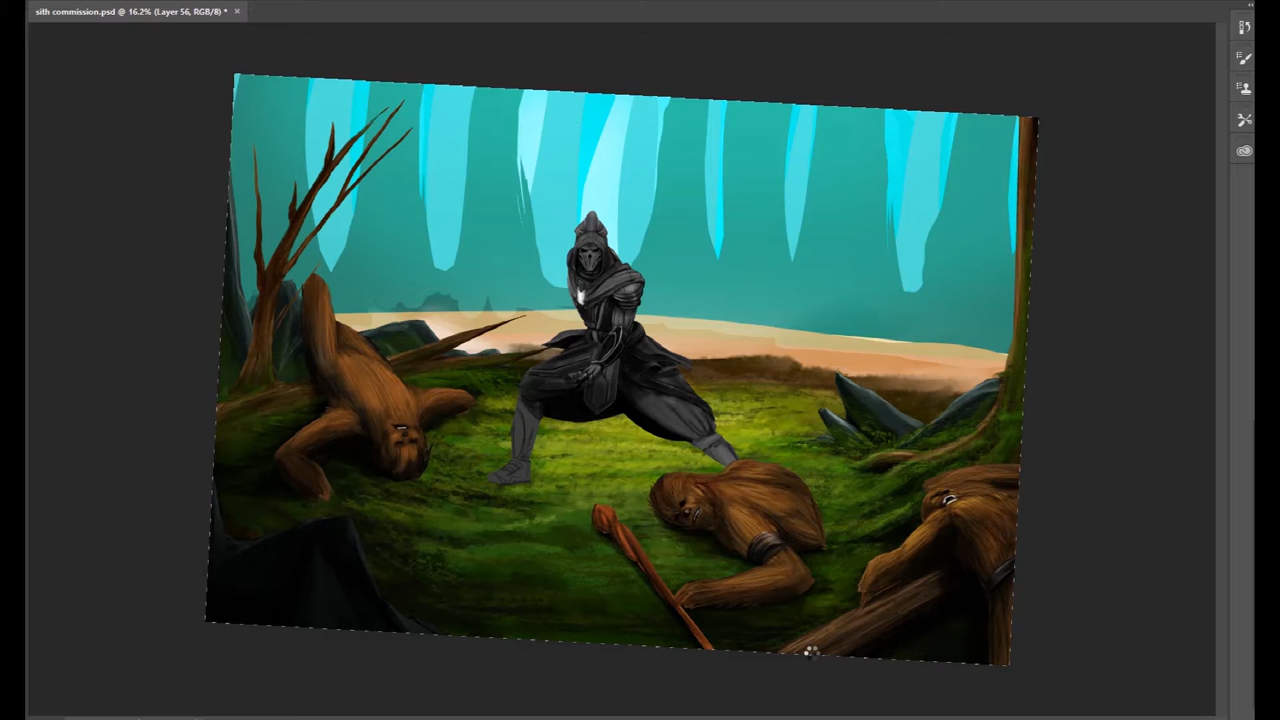 sith commission.psd @ 16.2% (Layer 56, RGB/8) *